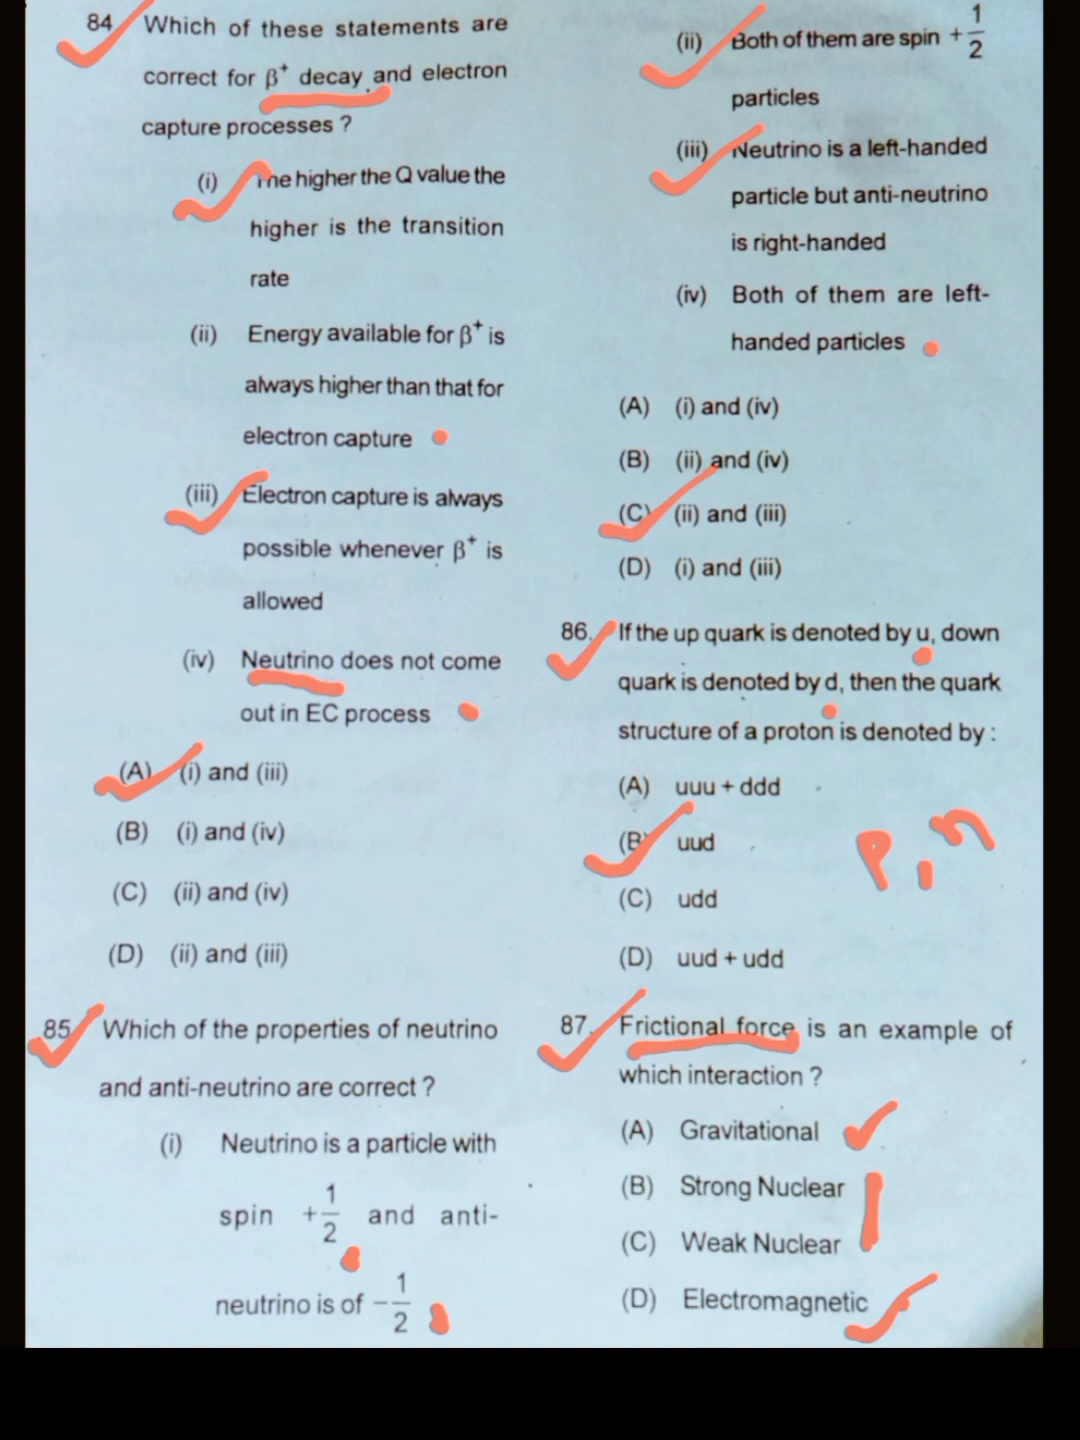 84. Which of these statements are
correct for β⁺ decay and electron
capture processes ?
(i) The higher the Q value the
higher is the transition
rate
(ii) Energy available for β⁺ is
always higher than that for
electron capture
(iii) Electron capture is always
possible whenever β⁺ is
allowed
(iv) Neutrino does not come
out in EC process
(A) (i) and (iii)
(B) (i) and (iv)
(C) (ii) and (iv)
(D) (ii) and (iii)
85. Which of the properties of neutrino
and anti-neutrino are correct ?
(i) Neutrino is a particle with
spin +1/2 and anti-
neutrino is of −1/2
(ii) Both of them are spin +1/2
particles
(iii) Neutrino is a left-handed
particle but anti-neutrino
is right-handed
(iv) Both of them are left-
handed particles
(A) (i) and (iv)
(B) (ii) and (iv)
(C) (ii) and (iii)
(D) (i) and (iii)
86. If the up quark is denoted by u, down
quark is denoted by d, then the quark
structure of a proton is denoted by :
(A) uuu + ddd
(B) uud
(C) udd
(D) uud + udd
P, n
87. Frictional force is an example of
which interaction ?
(A) Gravitational
(B) Strong Nuclear
(C) Weak Nuclear
(D) Electromagnetic